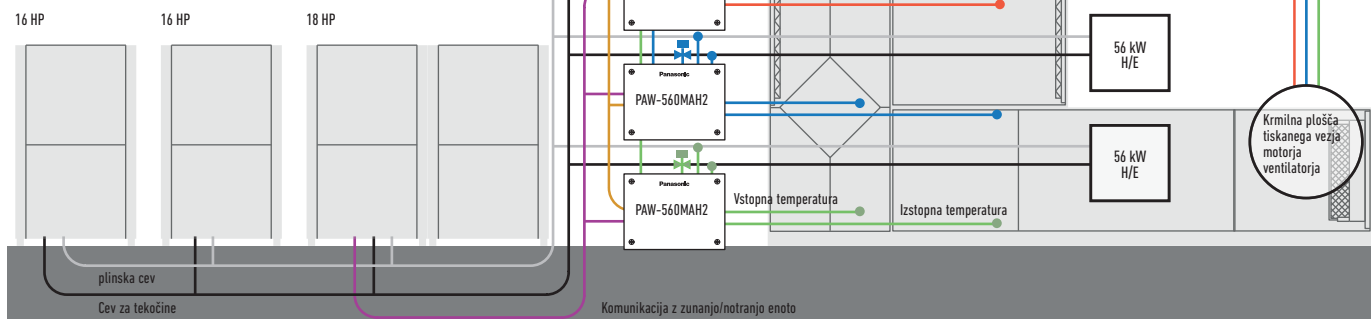 16 HP
16 HP
18 HP
56 kW
H/E
Panasonic
PAW-560MAH2
Krmilna plošča
tiskanega vezja
motorja
ventilatorja
56 kW
H/E
Panasonic
PAW-560MAH2
Vstopna temperatura
Izstopna temperatura
plinska cev
Cev za tekočine
Komunikacija z zunanjo/notranjo enoto